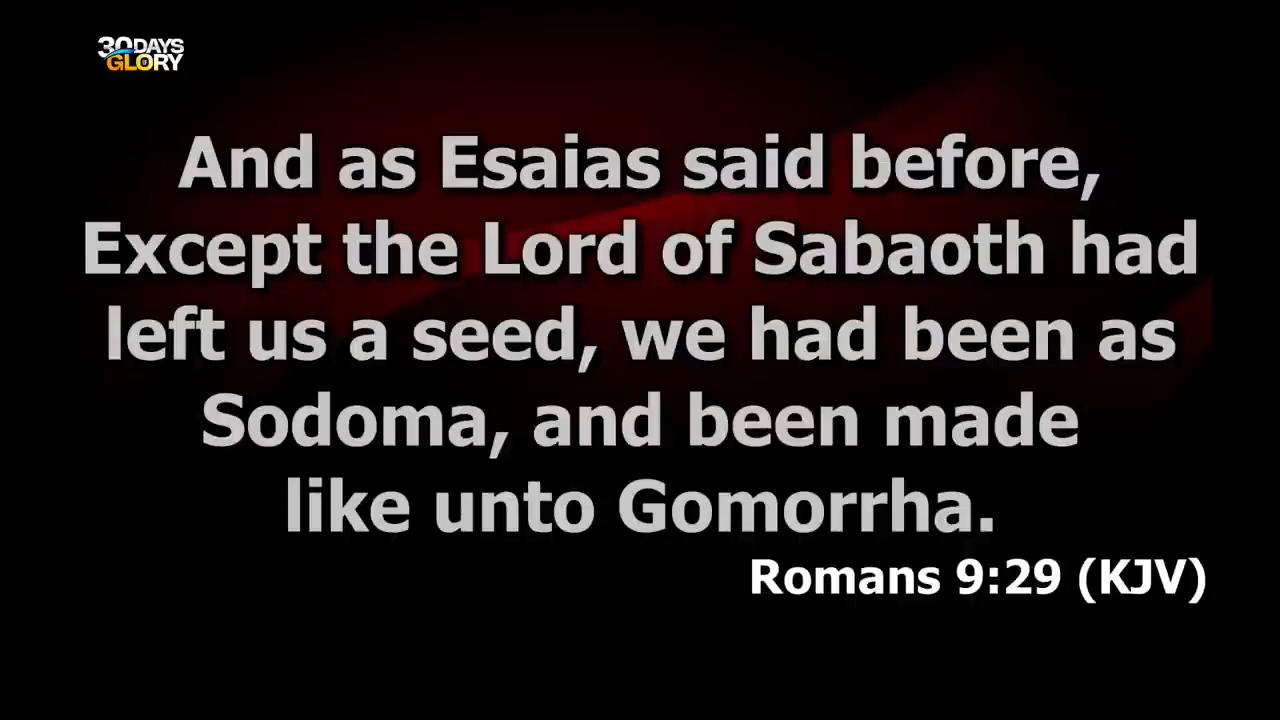 30DAYS
GLORY
And as Esaias said before,
Except the Lord of Sabaoth had
left us a seed, we had been as
Sodoma, and been made
like unto Gomorrha.
Romans 9:29 (KJV)